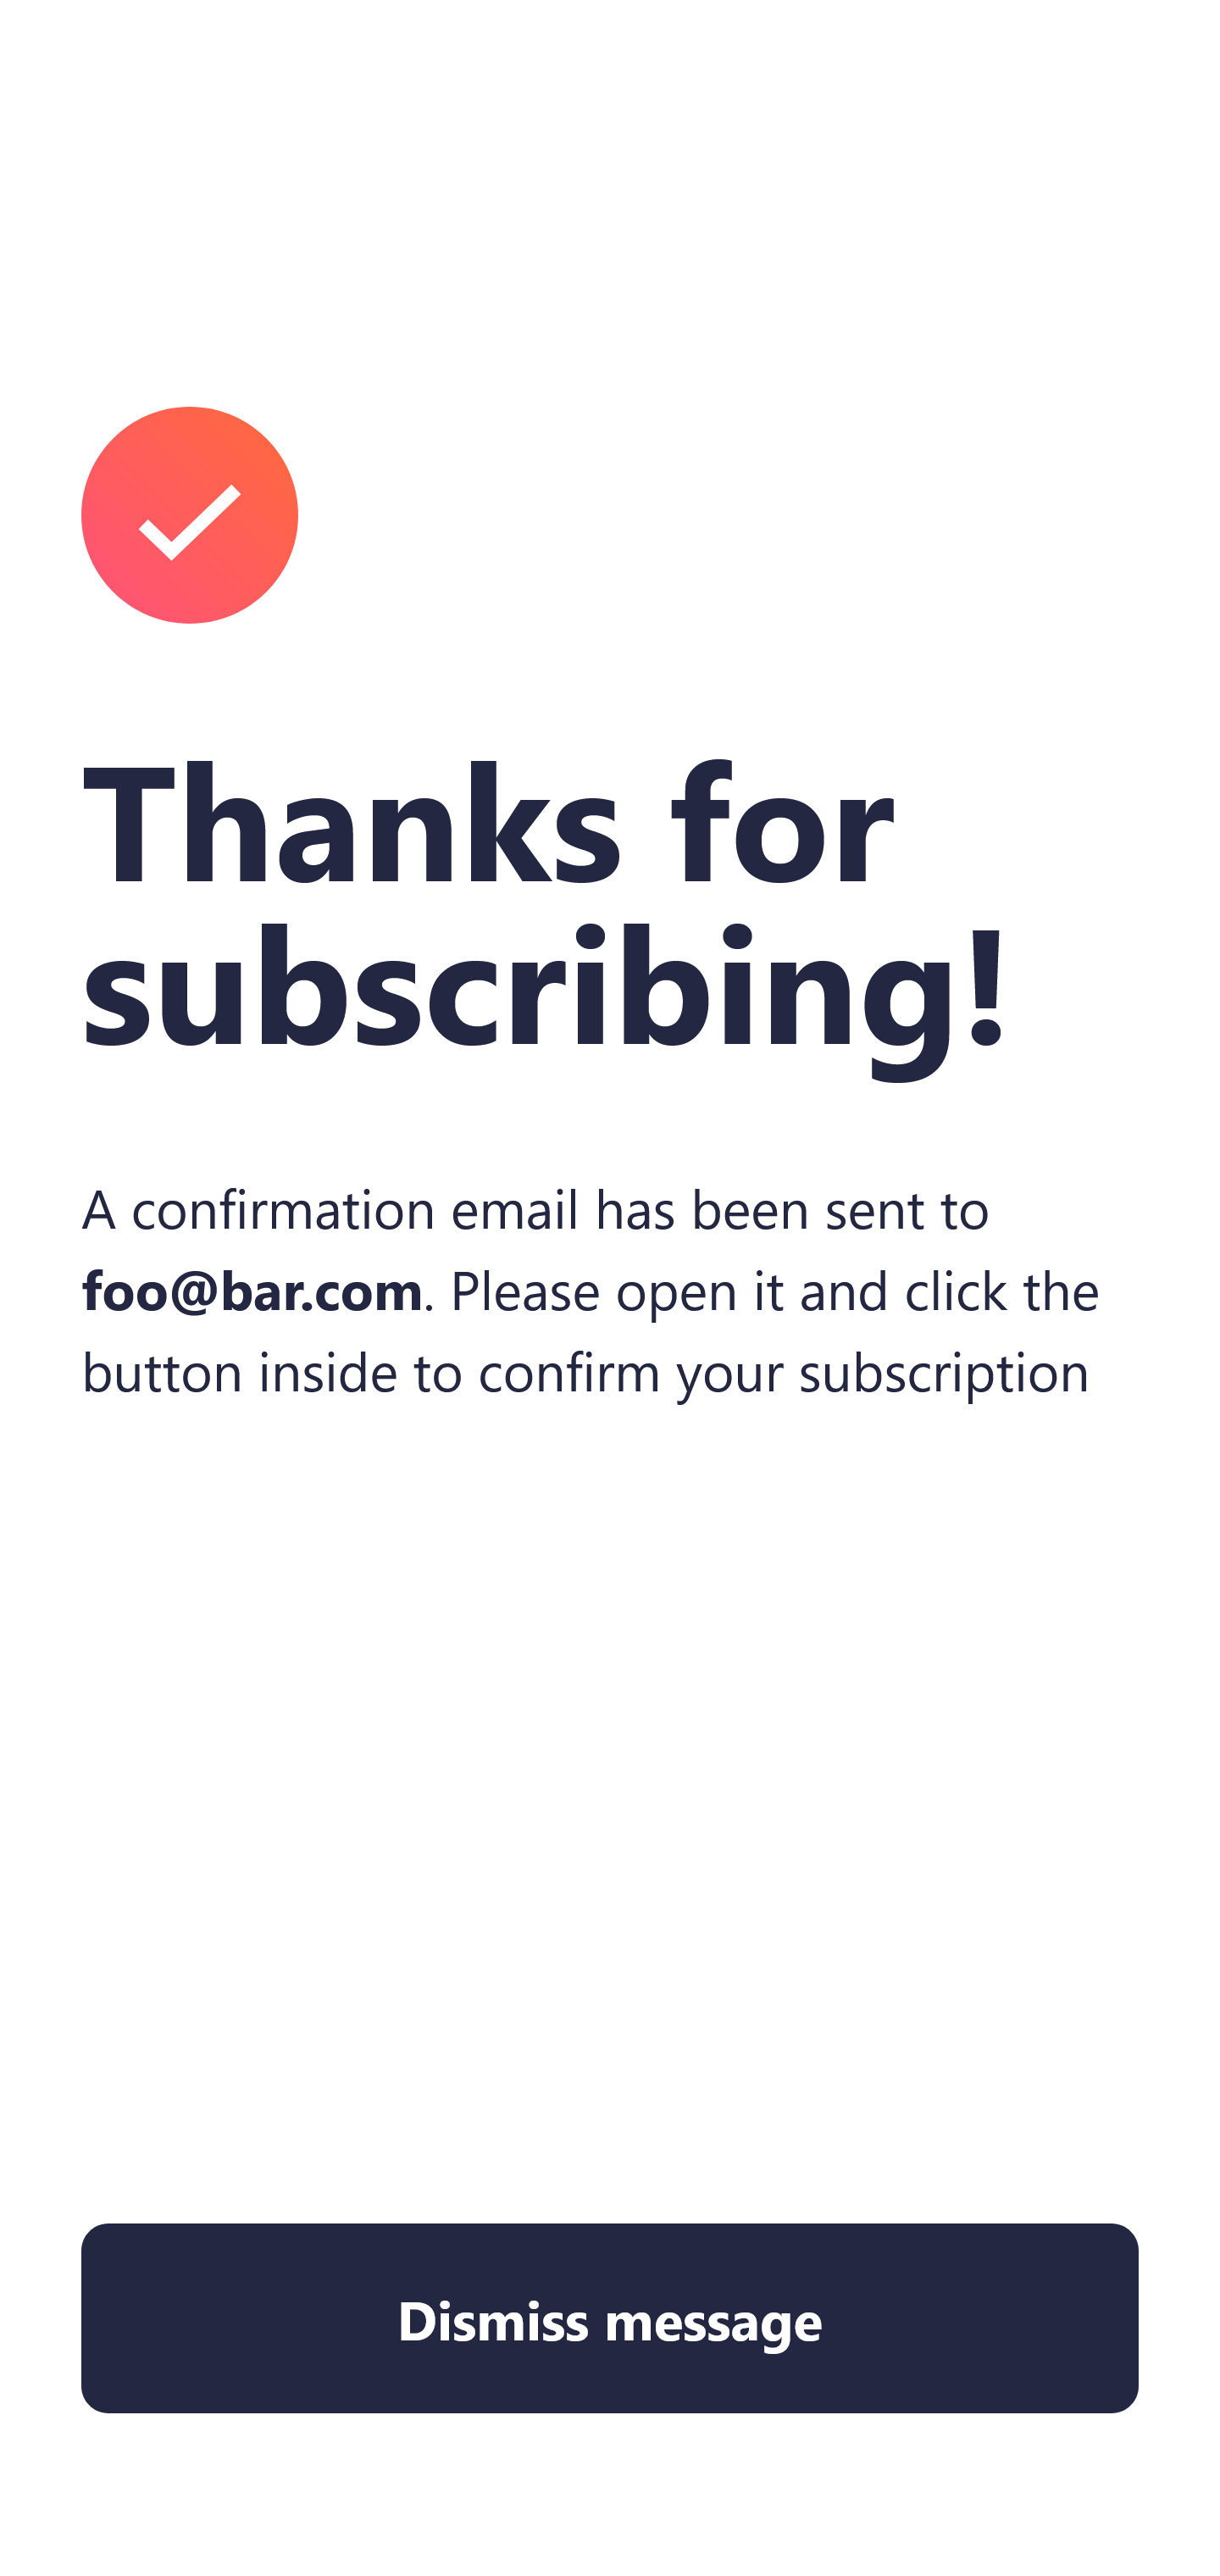 Thanks for
subscribing!
A confirmation email has been sent to
foo@bar.com. Please open it and click the
button inside to confirm your subscription
Dismiss message